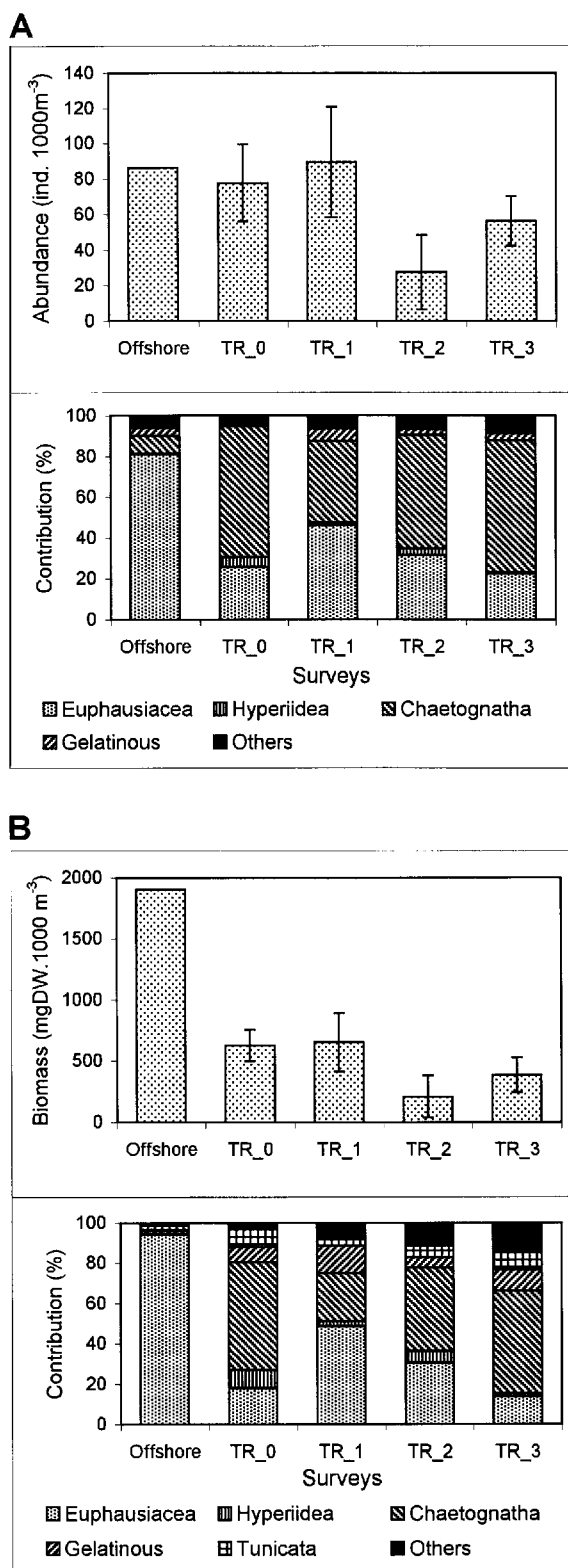 A
Abundance (ind. 1000m⁻³)
140
120
100
80
60
40
20
0
Offshore TR_0 TR_1 TR_2 TR_3
Contribution (%)
100
80
60
40
20
0
Offshore TR_0 TR_1 TR_2 TR_3
Surveys
Euphausiacea Hyperiidea Chaetognatha
Gelatinous Others
B
Biomass (mgDW.1000 m⁻³)
2000
1500
1000
500
0
Offshore TR_0 TR_1 TR_2 TR_3
Contribution (%)
100
80
60
40
20
0
Offshore TR_0 TR_1 TR_2 TR_3
Surveys
Euphausiacea Hyperiidea Chaetognatha
Gelatinous Tunicata Others